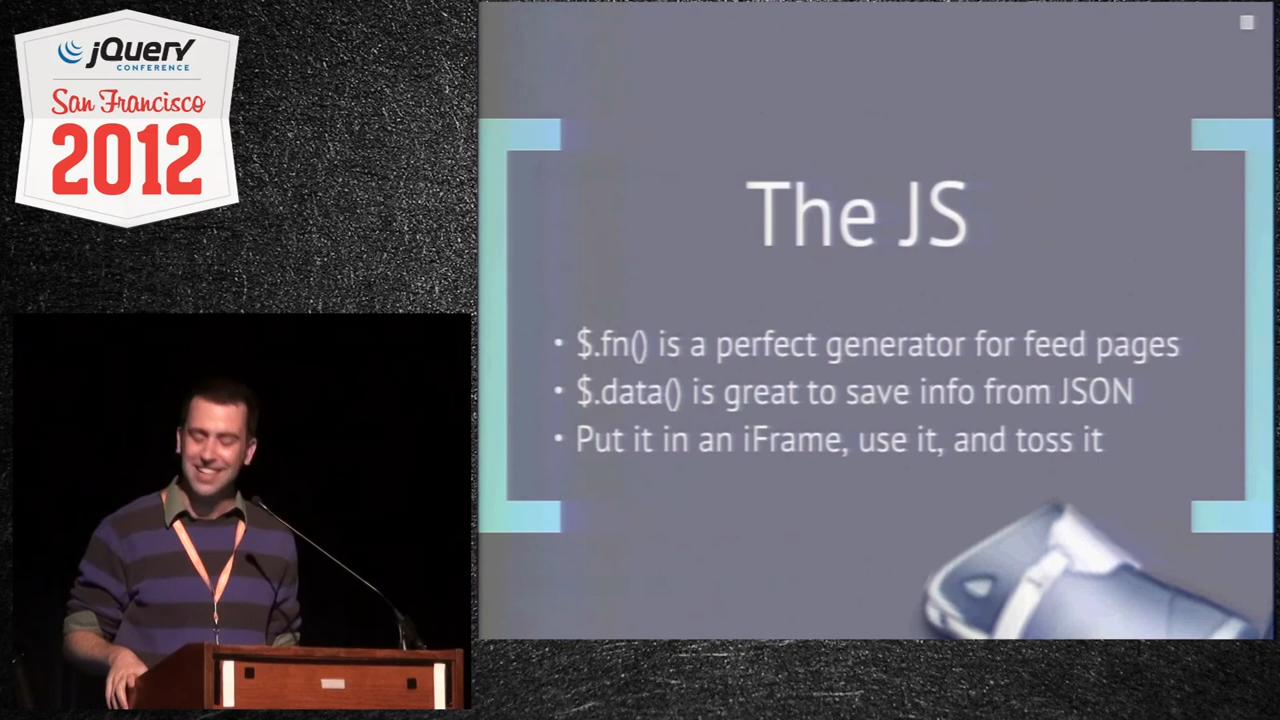 jQuery
CONFERENCE
San Francisco
2012
The JS
• $.fn() is a perfect generator for feed pages
• $.data() is great to save info from JSON
• Put it in an iFrame, use it, and toss it